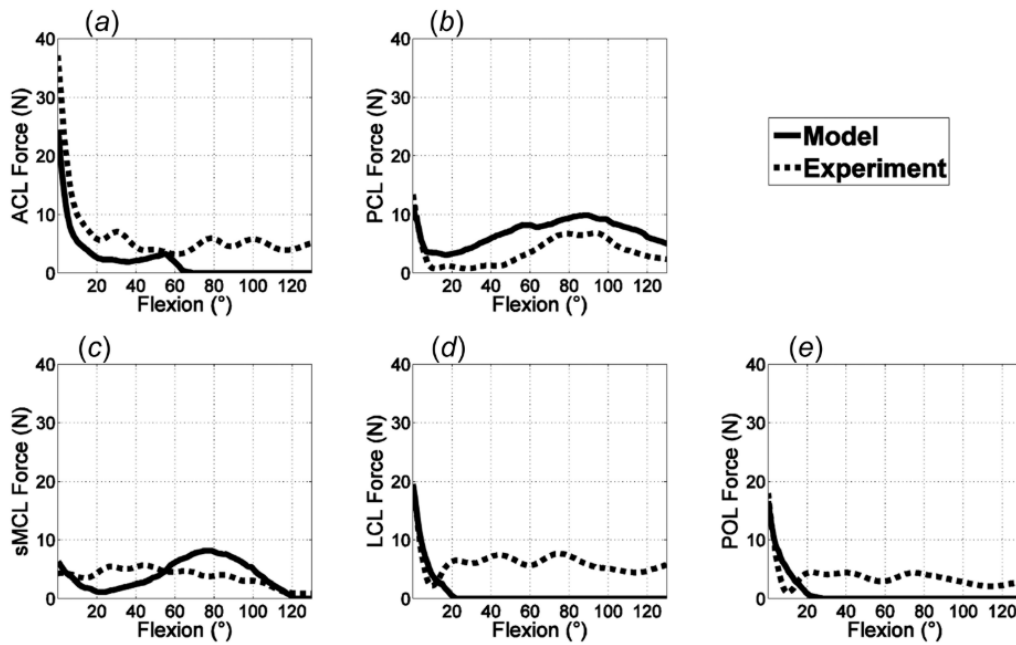 (a)
40
30
20
10
0
ACL Force (N)
20 40 60 80 100 120
Flexion (°)
(b)
40
30
20
10
0
PCL Force (N)
20 40 60 80 100 120
Flexion (°)
Model
Experiment
(c)
40
30
20
10
0
sMCL Force (N)
20 40 60 80 100 120
Flexion (°)
(d)
40
30
20
10
0
LCL Force (N)
20 40 60 80 100 120
Flexion (°)
(e)
40
30
20
10
0
POL Force (N)
20 40 60 80 100 120
Flexion (°)